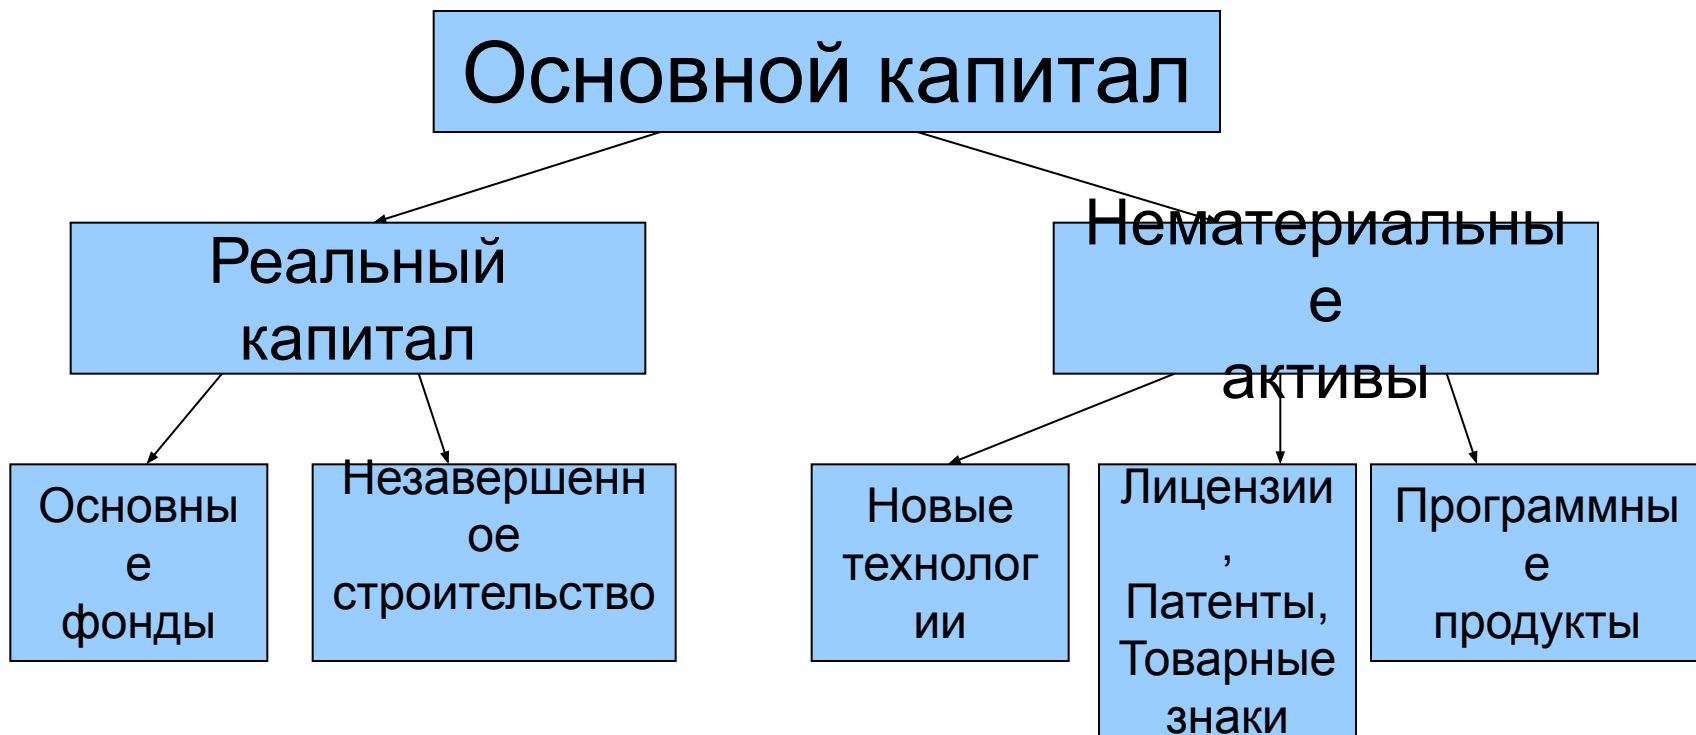 Основной капитал
Реальный
капитал
Нематериальны
е
активы
Основны
е
фонды
Незавершенн
ое
строительство
Новые
технолог
ии
Лицензии
,
Патенты,
Товарные
знаки
Программны
е
продукты